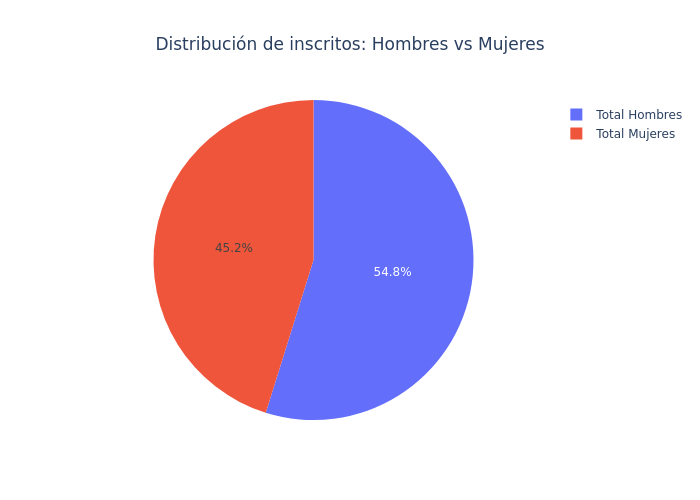 Distribución de inscritos: Hombres vs Mujeres
Total Hombres
Total Mujeres
45.2%
54.8%